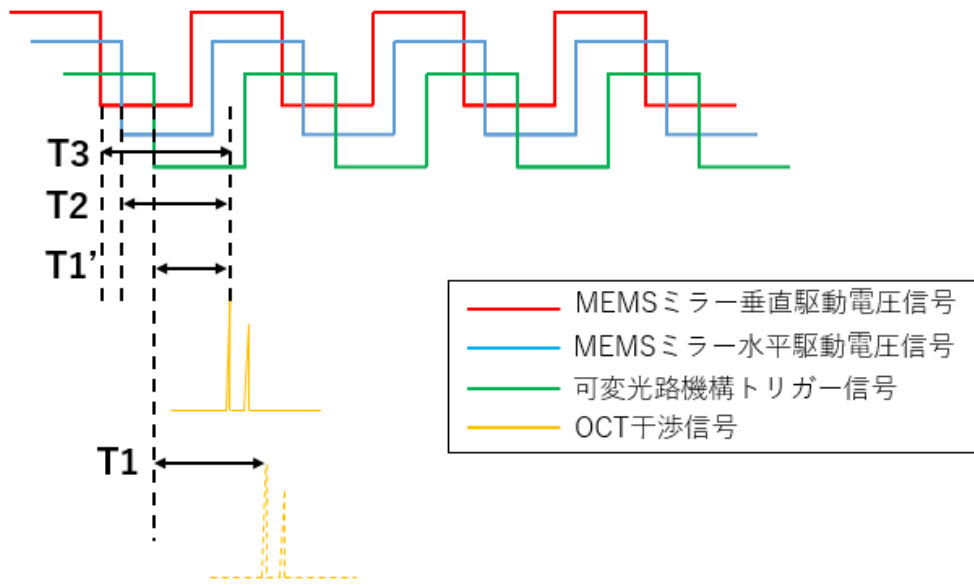 T3
T2
T1’
T1
MEMSミラー垂直駆動電圧信号
MEMSミラー水平駆動電圧信号
可変光路機構トリガー信号
OCT干渉信号